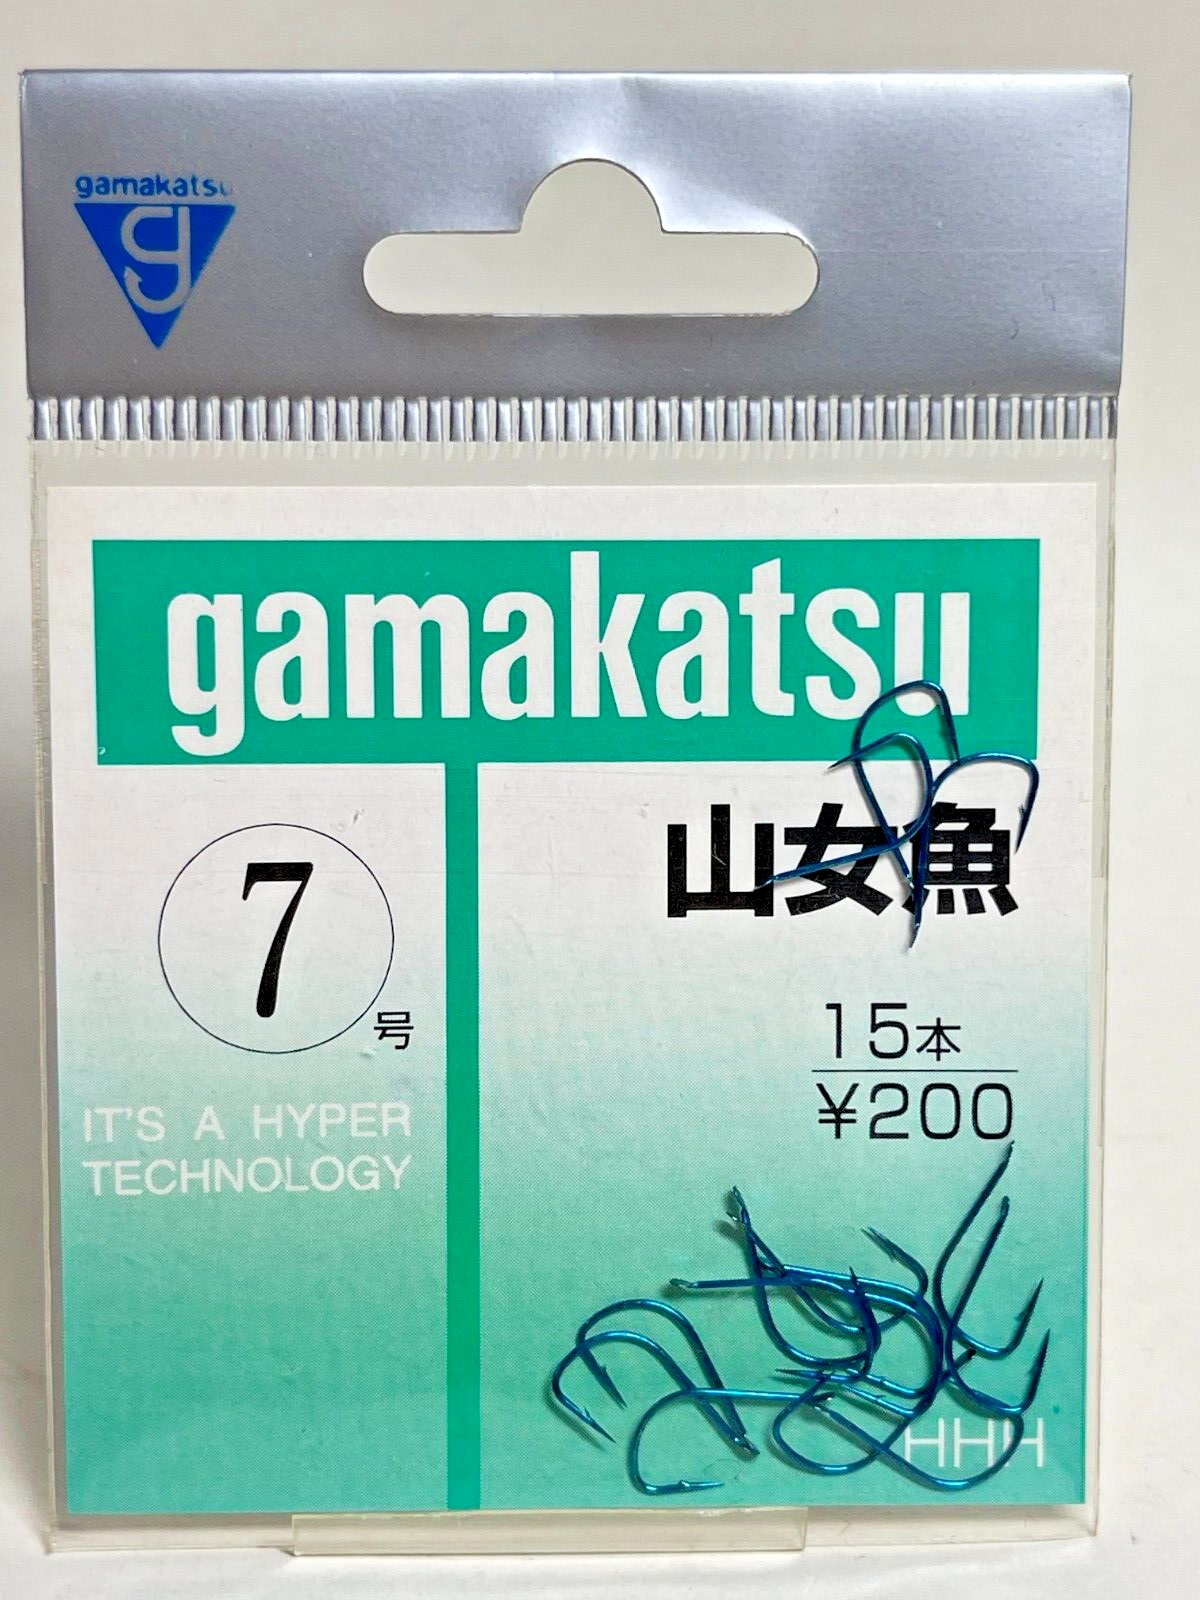 gamakatsu
g
gamakatsu
山女魚
7
号
15本
¥200
IT'S A HYPER
TECHNOLOGY
HHH